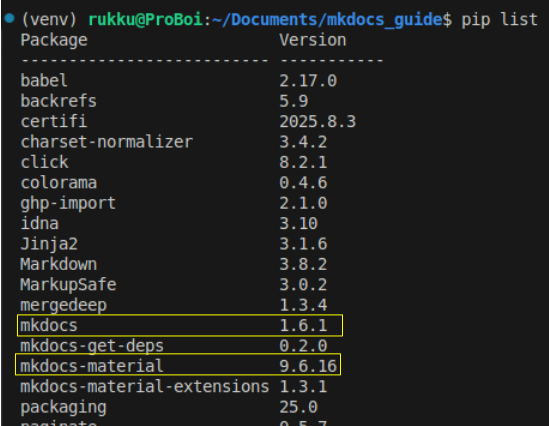 (venv) rukku@ProBoi:~/Documents/mkdocs_guide$ pip list
Package Version
------------------------- -----------
babel 2.17.0
backrefs 5.9
certifi 2025.8.3
charset-normalizer 3.4.2
click 8.2.1
colorama 0.4.6
ghp-import 2.1.0
idna 3.10
Jinja2 3.1.6
Markdown 3.8.2
MarkupSafe 3.0.2
mergedeep 1.3.4
mkdocs 1.6.1
mkdocs-get-deps 0.2.0
mkdocs-material 9.6.16
mkdocs-material-extensions 1.3.1
packaging 25.0
paginate 0.5.7